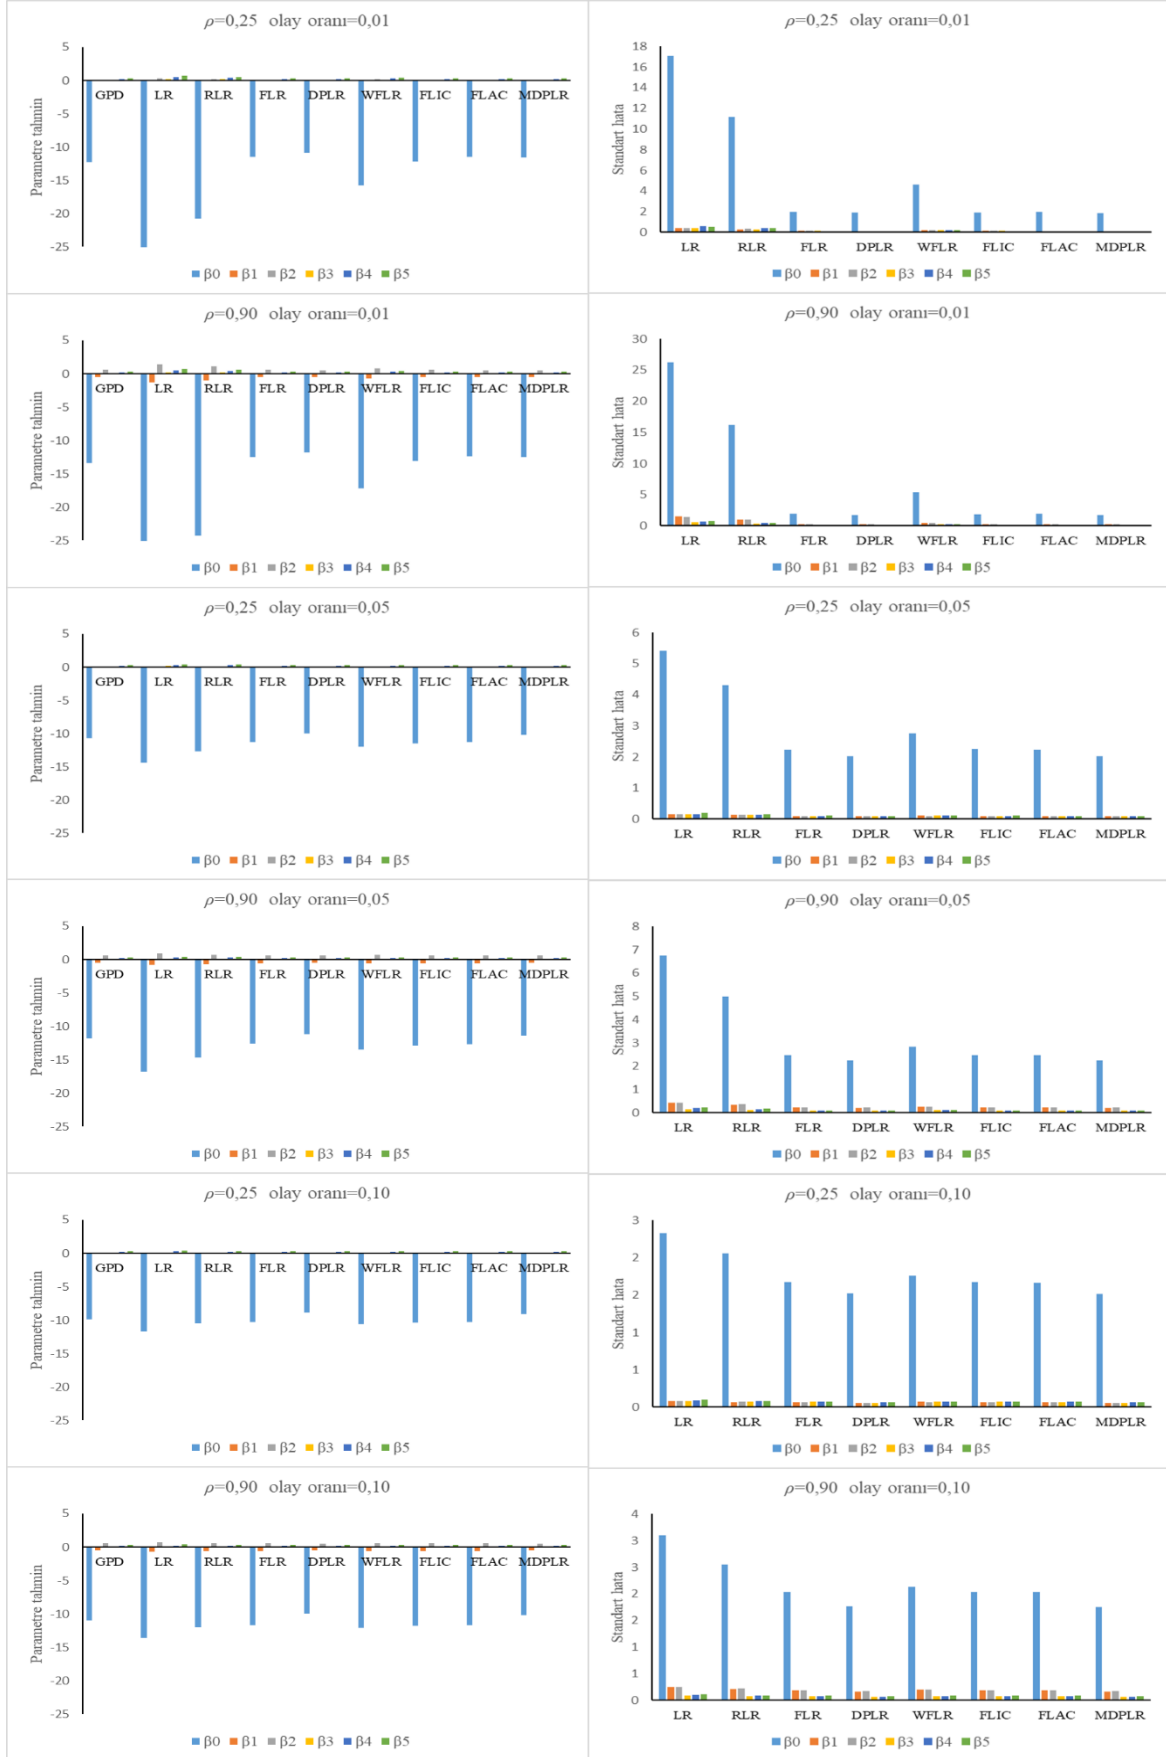 ρ=0,25 olay oranı=0,01
Parametre tahmin
5
0
-5
-10
-15
-20
-25
GPD LR RLR FLR DPLR WFLR FLIC FLAC MDPLR
β0 β1 β2 β3 β4 β5
ρ=0,25 olay oranı=0,01
Standart hata
18
16
14
12
10
8
6
4
2
0
LR RLR FLR DPLR WFLR FLIC FLAC MDPLR
β0 β1 β2 β3 β4 β5
ρ=0,90 olay oranı=0,01
Parametre tahmin
5
0
-5
-10
-15
-20
-25
GPD LR RLR FLR DPLR WFLR FLIC FLAC MDPLR
β0 β1 β2 β3 β4 β5
ρ=0,90 olay oranı=0,01
Standart hata
30
25
20
15
10
5
0
LR RLR FLR DPLR WFLR FLIC FLAC MDPLR
β0 β1 β2 β3 β4 β5
ρ=0,25 olay oranı=0,05
Parametre tahmin
5
0
-5
-10
-15
-20
-25
GPD LR RLR FLR DPLR WFLR FLIC FLAC MDPLR
β0 β1 β2 β3 β4 β5
ρ=0,25 olay oranı=0,05
Standart hata
6
5
4
3
2
1
0
LR RLR FLR DPLR WFLR FLIC FLAC MDPLR
β0 β1 β2 β3 β4 β5
ρ=0,90 olay oranı=0,05
Parametre tahmin
5
0
-5
-10
-15
-20
-25
GPD LR RLR FLR DPLR WFLR FLIC FLAC MDPLR
β0 β1 β2 β3 β4 β5
ρ=0,90 olay oranı=0,05
Standart hata
8
7
6
5
4
3
2
1
0
LR RLR FLR DPLR WFLR FLIC FLAC MDPLR
β0 β1 β2 β3 β4 β5
ρ=0,25 olay oranı=0,10
Parametre tahmin
5
0
-5
-10
-15
-20
-25
GPD LR RLR FLR DPLR WFLR FLIC FLAC MDPLR
β0 β1 β2 β3 β4 β5
ρ=0,25 olay oranı=0,10
Standart hata
3
2
2
1
1
0
LR RLR FLR DPLR WFLR FLIC FLAC MDPLR
β0 β1 β2 β3 β4 β5
ρ=0,90 olay oranı=0,10
Parametre tahmin
5
0
-5
-10
-15
-20
-25
GPD LR RLR FLR DPLR WFLR FLIC FLAC MDPLR
β0 β1 β2 β3 β4 β5
ρ=0,90 olay oranı=0,10
Standart hata
4
3
3
2
2
1
1
0
LR RLR FLR DPLR WFLR FLIC FLAC MDPLR
β0 β1 β2 β3 β4 β5